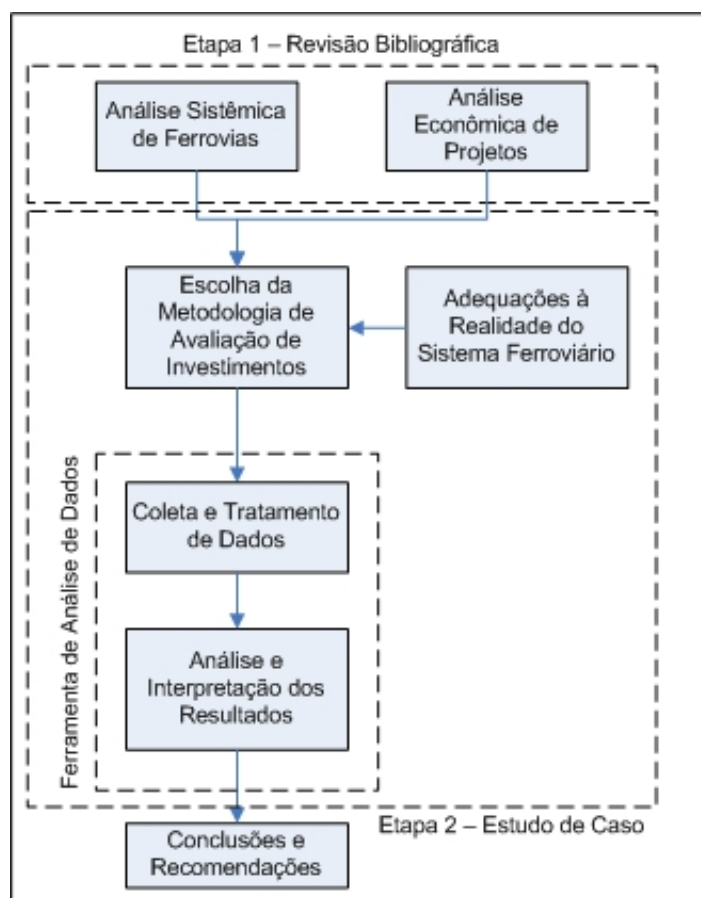 Etapa 1 – Revisão Bibliográfica
Análise Sistêmica
de Ferrovias
Análise
Econômica de
Projetos
Escolha da
Metodologia de
Avaliação de
Investimentos
Adequações à
Realidade do
Sistema Ferroviário
Ferramenta de Análise de Dados
Coleta e Tratamento
de Dados
Análise e
Interpretação dos
Resultados
Etapa 2 – Estudo de Caso
Conclusões e
Recomendações